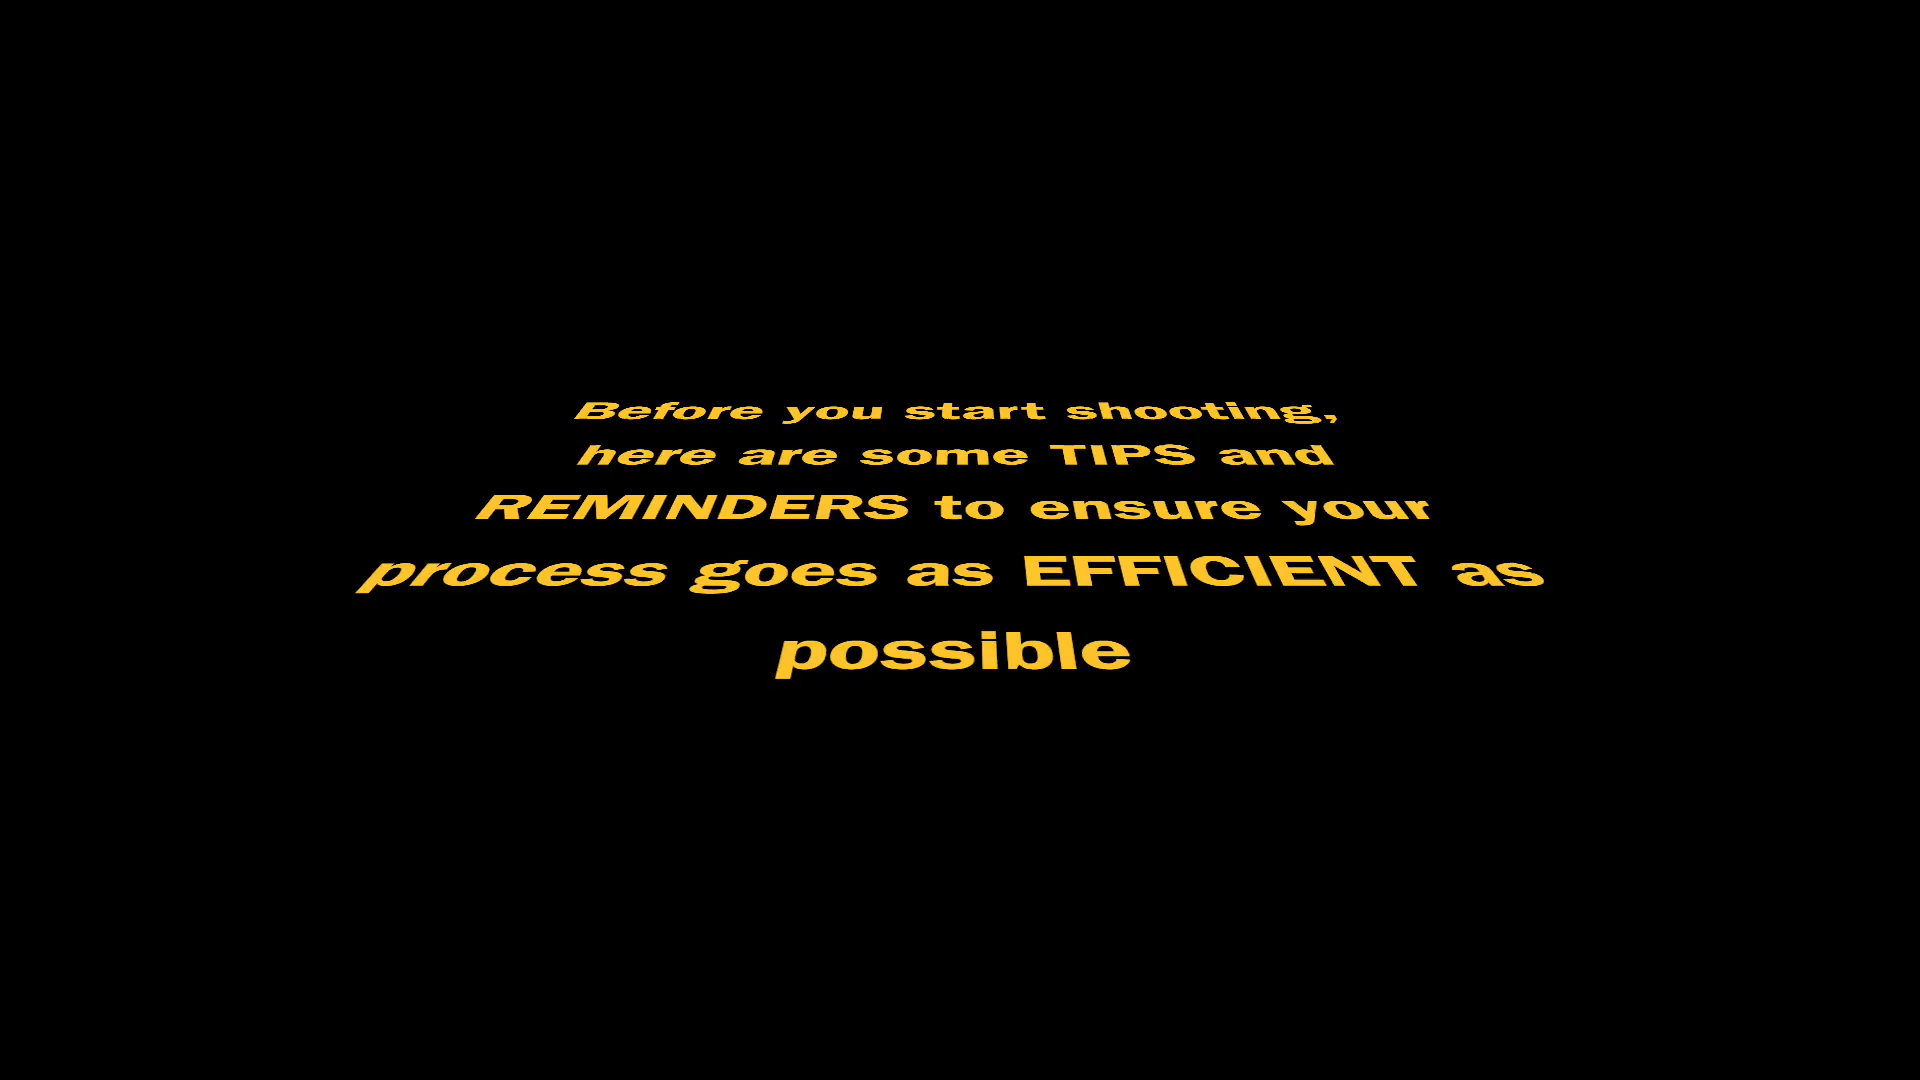 Before you start shooting,
here are some TIPS and
REMINDERS to ensure your
process goes as EFFICIENT as
possible